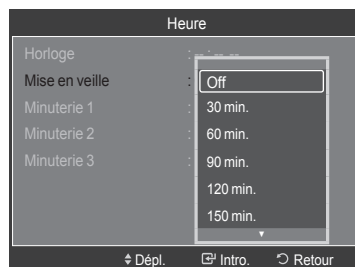 Heure
Horloge : -- : -- --
Mise en veille : Off
Minuterie 1 : 30 min.
Minuterie 2 : 60 min.
Minuterie 3 : 90 min.
120 min.
150 min.
▼
Dépl. Intro. Retour